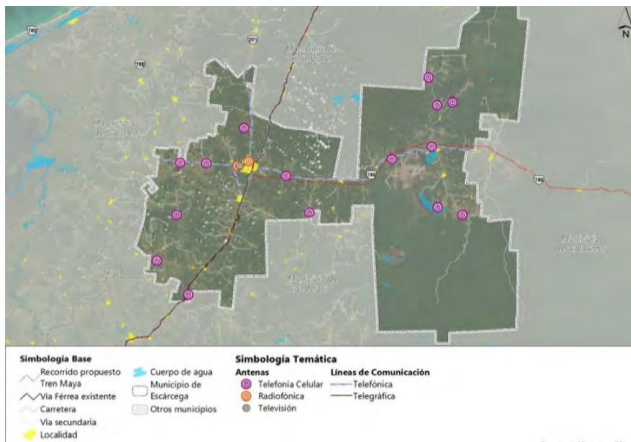 N
186
Simbología Base
Recorrido propuesto
Tren Maya
Vía Férrea existente
Carretera
Vía secundaria
Localidad
Cuerpo de agua
Municipio de
Escárcega
Otros municipios
Simbología Temática
Antenas
Telefonía Celular
Radiofónica
Televisión
Líneas de Comunicación
Telefónica
Telegráfica